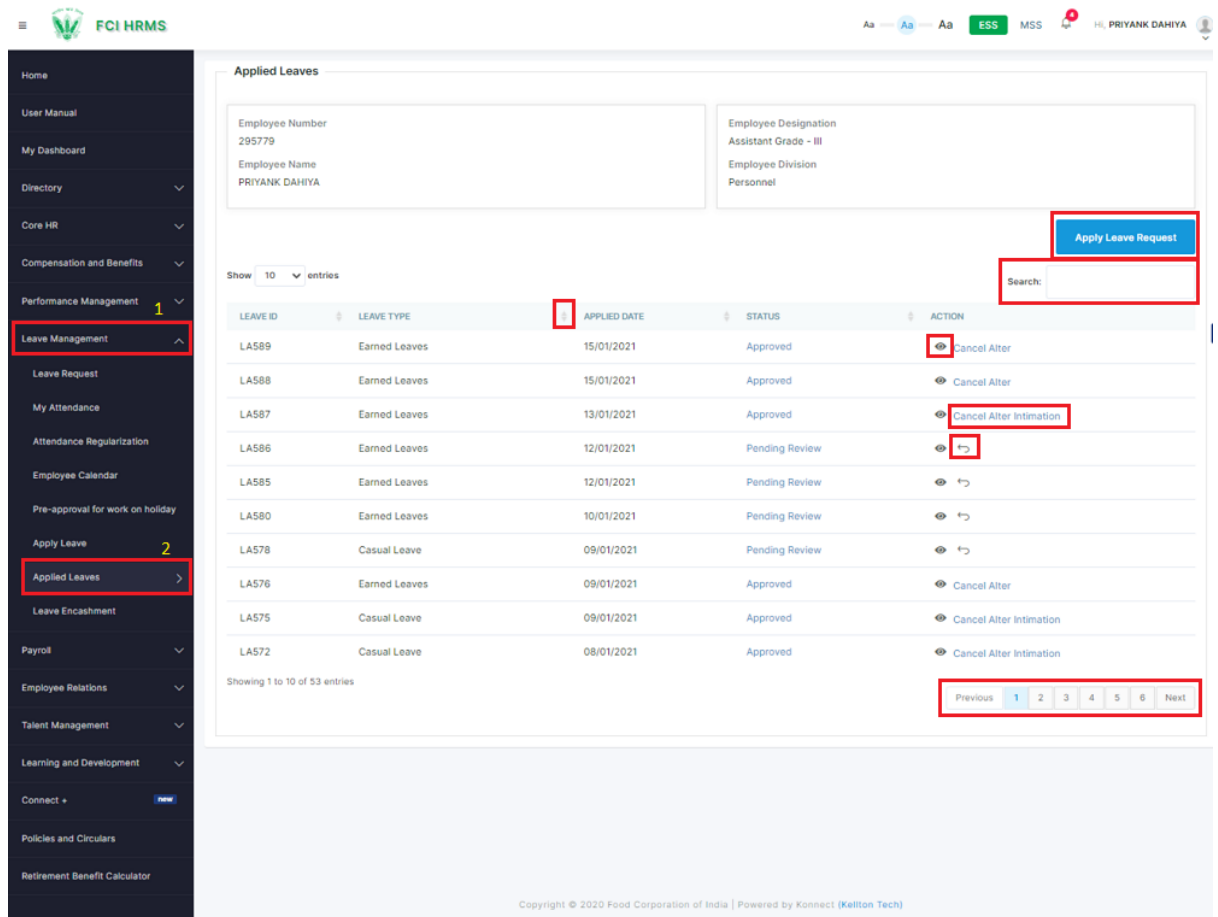 FCI HRMS
Aa Aa Aa ESS MSS Hi, PRIYANK DAHIYA
Home
User Manual
My Dashboard
Directory
Core HR
Compensation and Benefits
Performance Management
1
Leave Management
Leave Request
My Attendance
Attendance Regularization
Employee Calendar
Pre-approval for work on holiday
Apply Leave
2
Applied Leaves
Leave Encashment
Payroll
Employee Relations
Talent Management
Learning and Development
Connect + new
Policies and Circulars
Retirement Benefit Calculator
Applied Leaves
Employee Number
295779
Employee Name
PRIYANK DAHIYA
Employee Designation
Assistant Grade - III
Employee Division
Personnel
Apply Leave Request
Show 10 entries
Search:
LEAVE ID LEAVE TYPE APPLIED DATE STATUS ACTION
LA589 Earned Leaves 15/01/2021 Approved Cancel Alter
LA588 Earned Leaves 15/01/2021 Approved Cancel Alter
LA587 Earned Leaves 13/01/2021 Approved Cancel Alter Intimation
LA586 Earned Leaves 12/01/2021 Pending Review
LA585 Earned Leaves 12/01/2021 Pending Review
LA580 Earned Leaves 10/01/2021 Pending Review
LA578 Casual Leave 09/01/2021 Pending Review
LA576 Earned Leaves 09/01/2021 Approved Cancel Alter
LA575 Casual Leave 09/01/2021 Approved Cancel Alter Intimation
LA572 Casual Leave 08/01/2021 Approved Cancel Alter Intimation
Showing 1 to 10 of 53 entries
Previous 1 2 3 4 5 6 Next
Copyright © 2020 Food Corporation of India | Powered by Konnect (Kellton Tech)